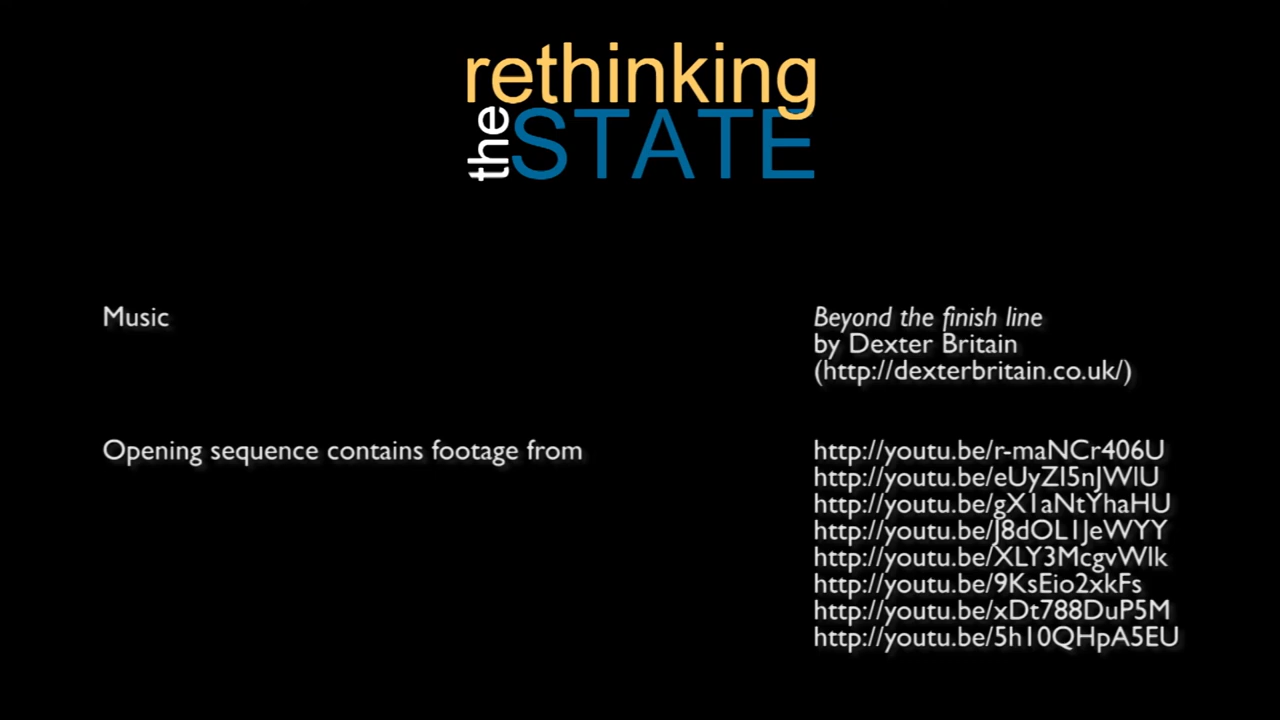 rethinking
the STATE
Music
Beyond the finish line
by Dexter Britain
(http://dexterbritain.co.uk/)
Opening sequence contains footage from
http://youtu.be/r-maNCr406U
http://youtu.be/eUyZI5nJWIU
http://youtu.be/gX1aNtYhaHU
http://youtu.be/J8dOL1JeWYY
http://youtu.be/XLY3McgvWIk
http://youtu.be/9KsEio2xkFs
http://youtu.be/xDt788DuP5M
http://youtu.be/5h10QHpA5EU